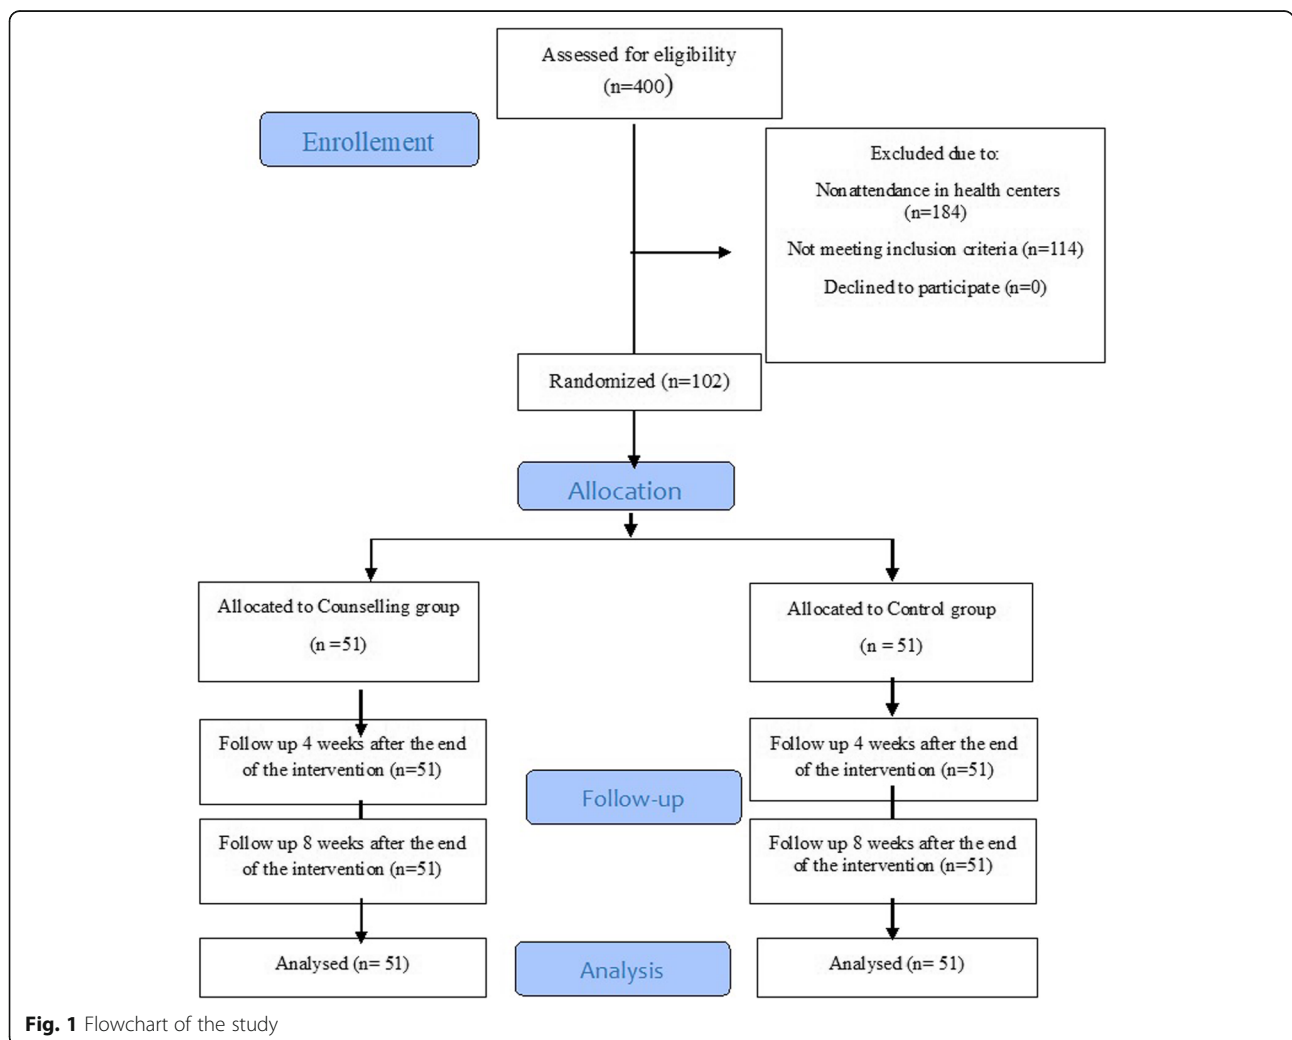 Assessed for eligibility
(n=400)
Enrollement
Excluded due to:
Nonattendance in health centers
(n=184)
Not meeting inclusion criteria (n=114)
Declined to participate (n=0)
Randomized (n=102)
Allocation
Allocated to Counselling group
(n =51)
Allocated to Control group
(n = 51)
Follow up 4 weeks after the end
of the intervention (n=51)
Follow up 4 weeks after the end
of the intervention (n=51)
Follow-up
Follow up 8 weeks after the end
of the intervention (n=51)
Follow up 8 weeks after the end
of the intervention (n=51)
Analysed (n= 51)
Analysis
Analysed (n= 51)
Fig. 1 Flowchart of the study